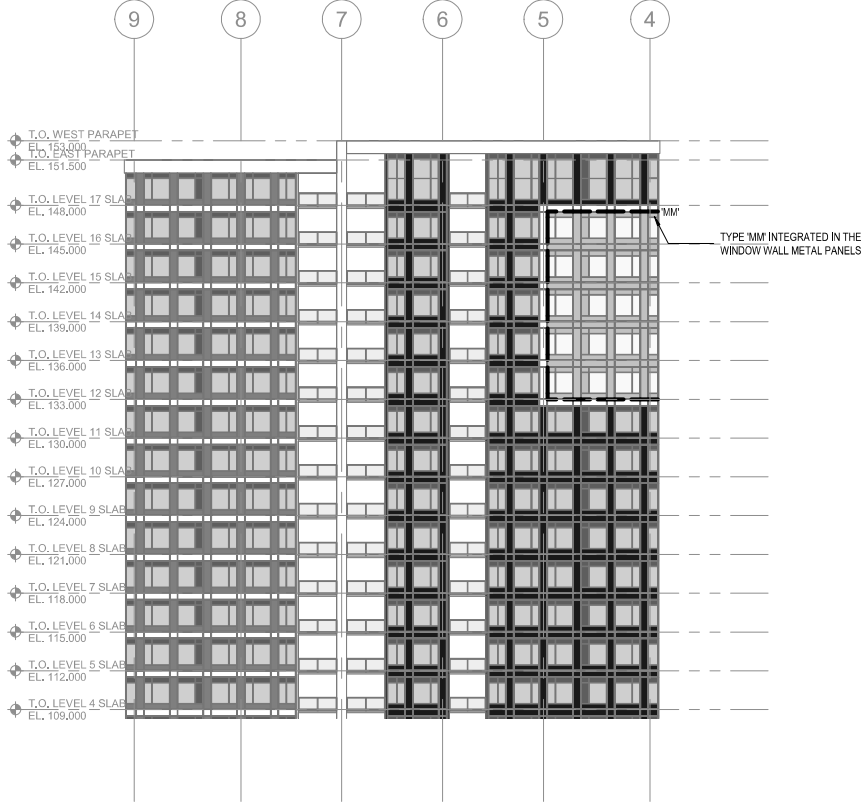 9 8 7 6 5 4
T.O. WEST PARAPET
EL. 153.000
T.O. EAST PARAPET
EL. 151.500
T.O. LEVEL 17 SLAB
EL. 148.000
'MM'
TYPE 'MM' INTEGRATED IN THE
WINDOW WALL METAL PANELS
T.O. LEVEL 16 SLAB
EL. 145.000
T.O. LEVEL 15 SLAB
EL. 142.000
T.O. LEVEL 14 SLAB
EL. 139.000
T.O. LEVEL 13 SLAB
EL. 136.000
T.O. LEVEL 12 SLAB
EL. 133.000
T.O. LEVEL 11 SLAB
EL. 130.000
T.O. LEVEL 10 SLAB
EL. 127.000
T.O. LEVEL 9 SLAB
EL. 124.000
T.O. LEVEL 8 SLAB
EL. 121.000
T.O. LEVEL 7 SLAB
EL. 118.000
T.O. LEVEL 6 SLAB
EL. 115.000
T.O. LEVEL 5 SLAB
EL. 112.000
T.O. LEVEL 4 SLAB
EL. 109.000